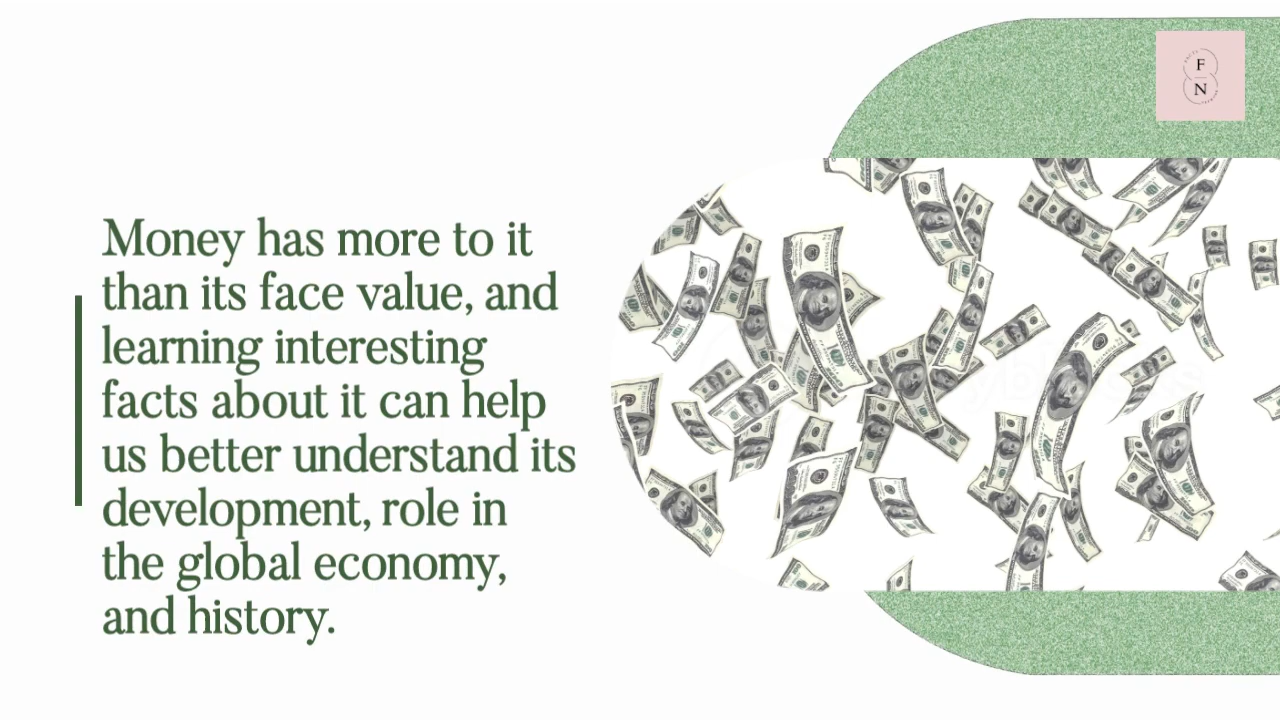 F
N
Money has more to it
than its face value, and
learning interesting
facts about it can help
us better understand its
development, role in
the global economy,
and history.